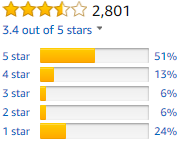 2,801
3.4 out of 5 stars
5 star 51%
4 star 13%
3 star 6%
2 star 6%
1 star 24%